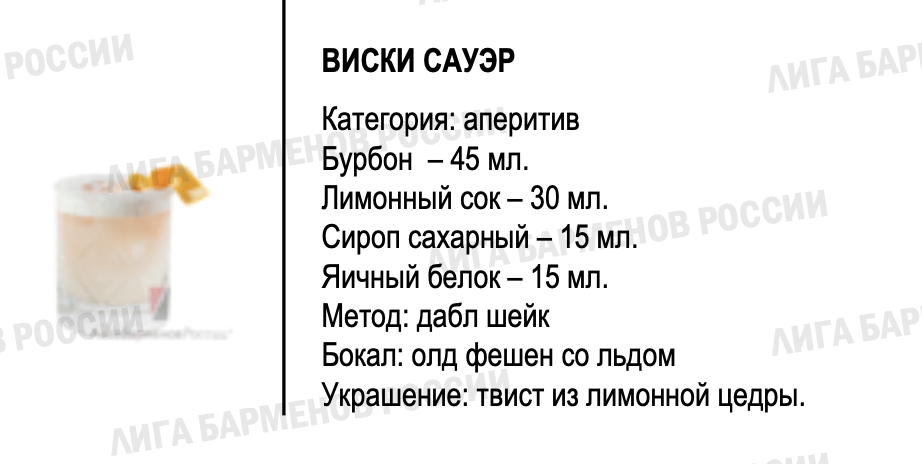 ВИСКИ САУЭР
Категория: аперитив
Бурбон – 45 мл.
Лимонный сок – 30 мл.
Сироп сахарный – 15 мл.
Яичный белок – 15 мл.
Метод: дабл шейк
Бокал: олд фешен со льдом
Украшение: твист из лимонной цедры.
РОССИИ
ЛИГА БАР
ЛИГА БАРМЕНОВ РОССИИ
ЛИГА БАРМЕНОВ РОССИИ
В РОССИИ
ЛИГА БАРМ
ЛИГА БАРМЕНОВ РОССИИ